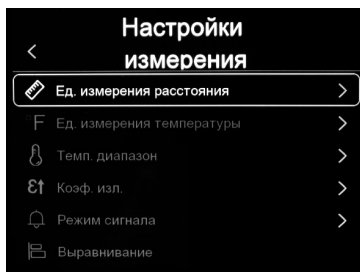 Настройки
измерения
Ед. измерения расстояния
F Ед. измерения температуры
Темп. диапазон
Ɛ↑ Коэф. изл.
Режим сигнала
Выравнивание